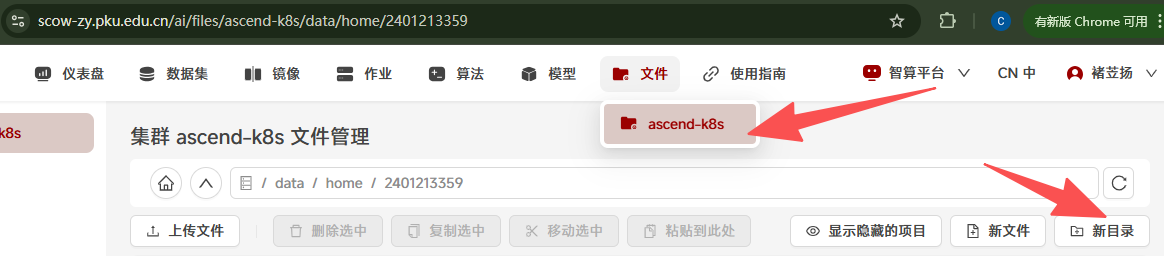 scow-zy.pku.edu.cn/ai/files/ascend-k8s/data/home/2401213359 C 有新版 Chrome 可用
仪表盘 数据集 镜像 作业 算法 模型 文件 使用指南 智算平台 CN 中 褚苙扬
k8s
ascend-k8s
集群 ascend-k8s 文件管理
/ data / home / 2401213359
上传文件 删除选中 复制选中 移动选中 粘贴到此处 显示隐藏的项目 新文件 新目录